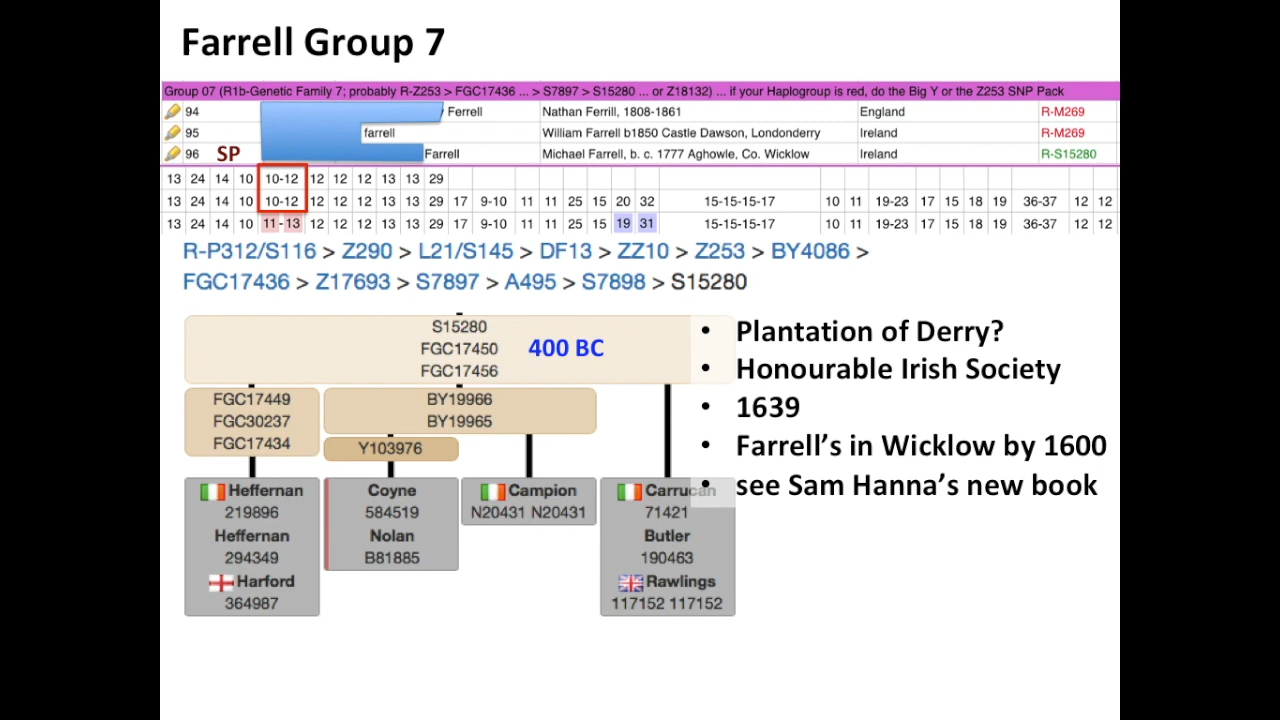 Farrell Group 7
Group 07 (R1b-Genetic Family 7; probably R-Z253 > FGC17436 ... > S7897 > S15280 ... or Z18132) ... if your Haplogroup is red, do the Big Y or the Z253 SNP Pack
94 Ferrell Nathan Ferrill, 1808-1861 England R-M269
95 farrell William Farrell b1850 Castle Dawson, Londonderry Ireland R-M269
96 SP Farrell Michael Farrell, b. c. 1777 Aghowle, Co. Wicklow Ireland R-S15280
13 24 14 10 10-12 12 12 12 13 13 29
13 24 14 10 10-12 12 12 12 13 13 29 17 9-10 11 11 25 15 20 32 15-15-15-17 10 11 19-23 17 15 18 19 36-37 12 12
13 24 14 10 11-13 12 12 12 13 13 29 17 9-10 11 11 25 15 19 31 15-15-15-17 10 11 19-23 17 15 18 19 36-37 12 12
R-P312/S116 > Z290 > L21/S145 > DF13 > ZZ10 > Z253 > BY4086 >
FGC17436 > Z17693 > S7897 > A495 > S7898 > S15280
S15280
FGC17450 400 BC
FGC17456
FGC17449
FGC30237
FGC17434
BY19966
BY19965
Y103976
Heffernan
219896
Heffernan
294349
Harford
364987
Coyne
584519
Nolan
B81885
Campion
N20431 N20431
Carrucan
71421
Butler
190463
Rawlings
117152 117152
• Plantation of Derry?
• Honourable Irish Society
• 1639
• Farrell's in Wicklow by 1600
• see Sam Hanna's new book